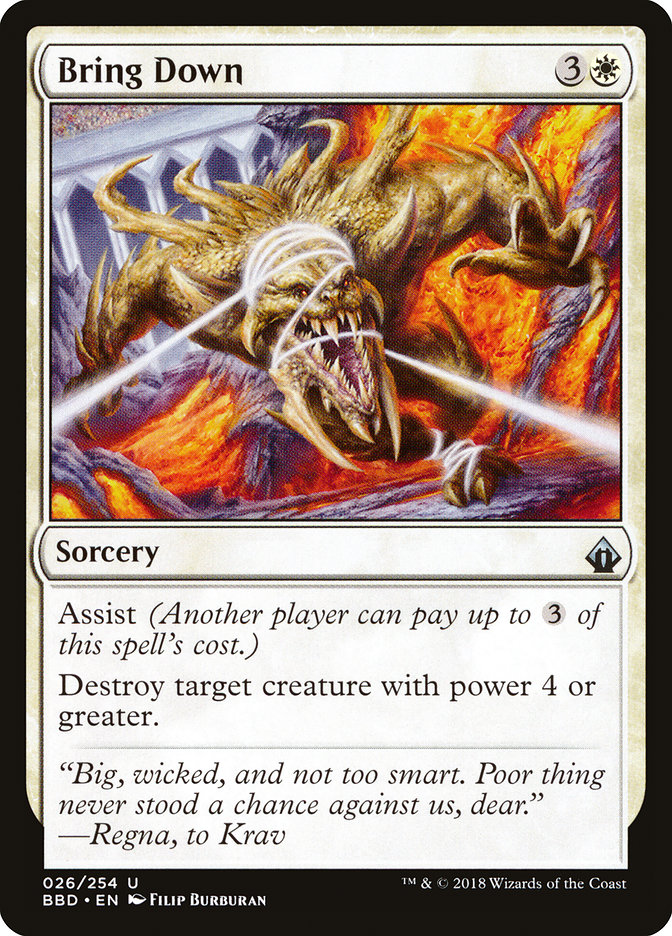 Bring Down 3
Sorcery
Assist (Another player can pay up to 3 of
this spell's cost.)
Destroy target creature with power 4 or
greater.
“Big, wicked, and not too smart. Poor thing
never stood a chance against us, dear.”
—Regna, to Krav
026/254 U
™ & © 2018 Wizards of the Coast
BBD • EN Filip Burburan